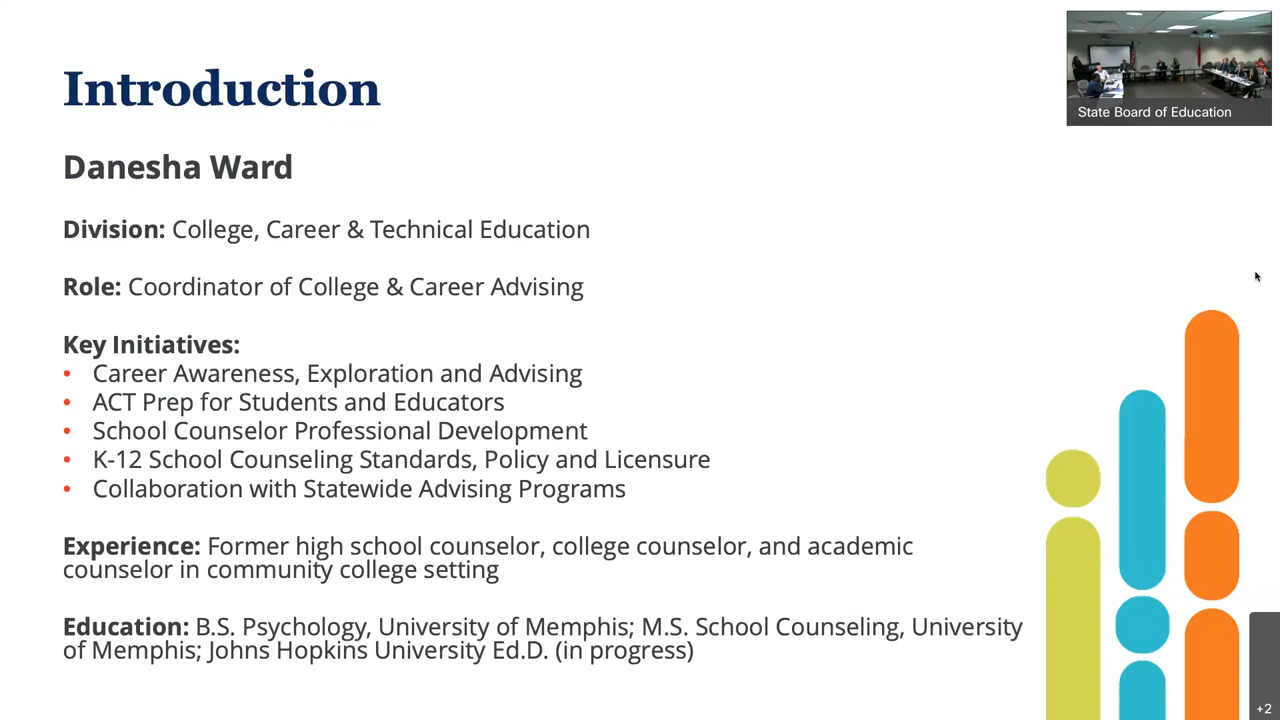 Introduction
State Board of Education
Danesha Ward
Division: College, Career & Technical Education
Role: Coordinator of College & Career Advising
Key Initiatives:
• Career Awareness, Exploration and Advising
• ACT Prep for Students and Educators
• School Counselor Professional Development
• K-12 School Counseling Standards, Policy and Licensure
• Collaboration with Statewide Advising Programs
Experience: Former high school counselor, college counselor, and academic
counselor in community college setting
Education: B.S. Psychology, University of Memphis; M.S. School Counseling, University
of Memphis; Johns Hopkins University Ed.D. (in progress)
+2